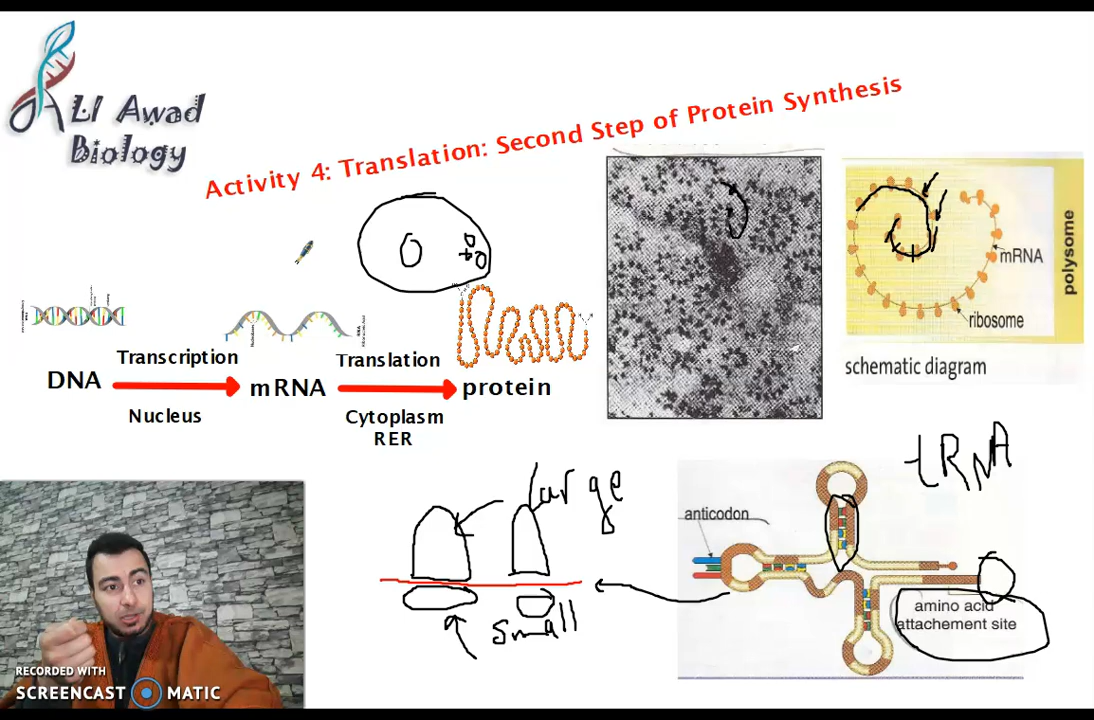 ALI Awad
Biology
Activity 4: Translation: Second Step of Protein Synthesis
mRNA
ribosome
polysome
schematic diagram
Transcription
Translation
DNA
mRNA
protein
Nucleus
Cytoplasm
RER
large
small
tRNA
anticodon
amino acid
attachement site
RECORDED WITH
SCREENCAST MATIC